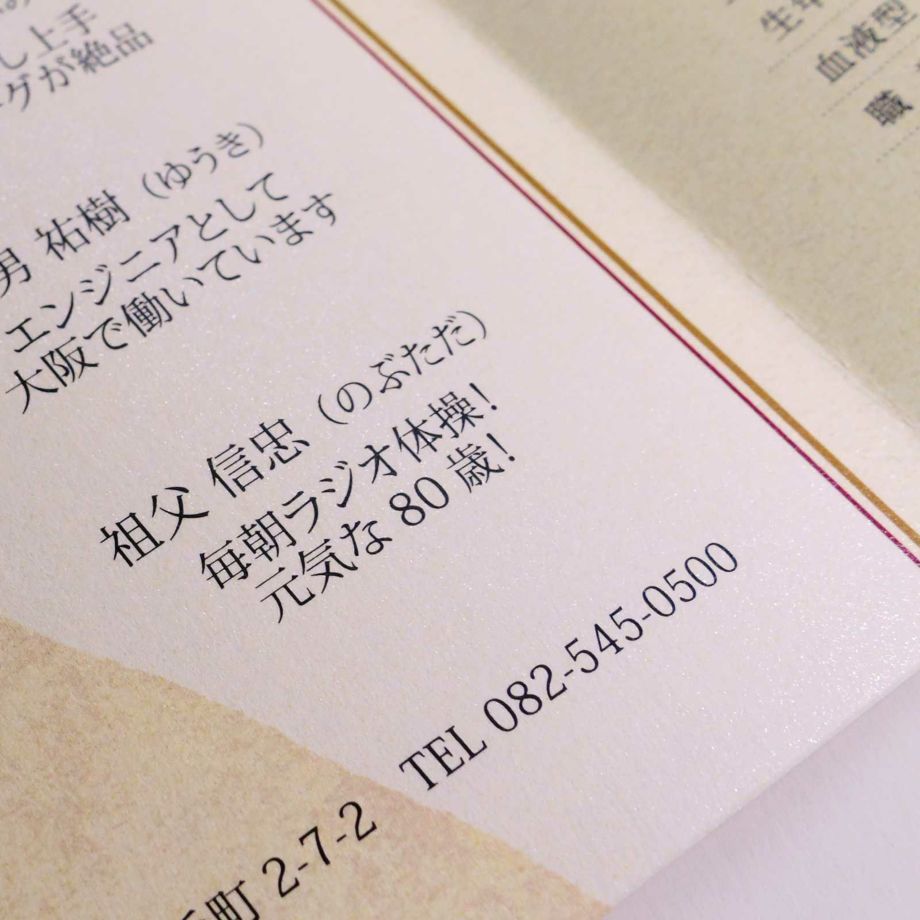 し上手
グが絶品
男 祐樹（ゆうき）
エンジニアとして
大阪で働いています
祖父 信忠（のぶただ）
毎朝ラジオ体操！
元気な 80 歳！
町 2-7-2
TEL 082-545-0500
血液型
職